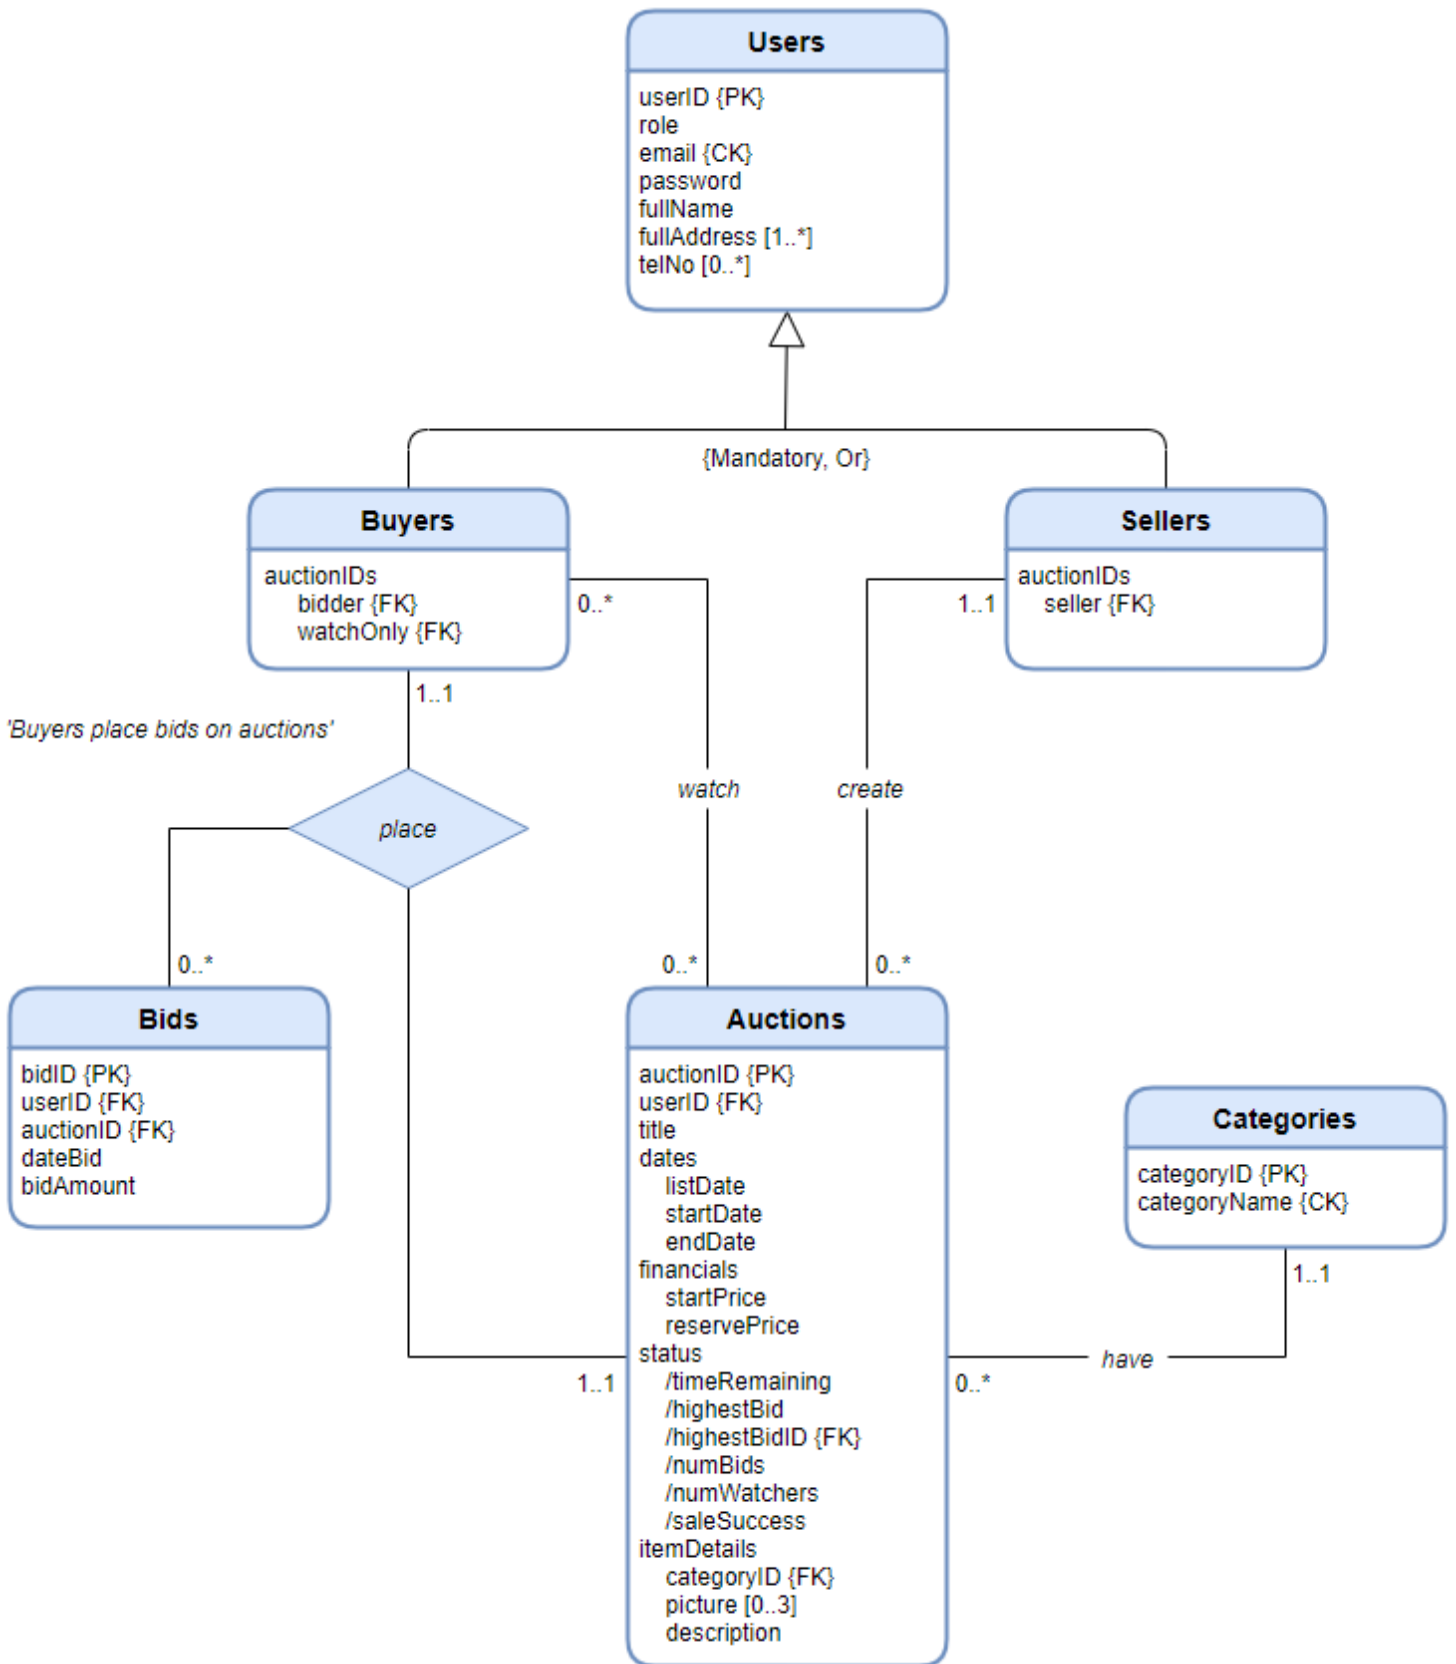 Users
userID {PK}
role
email {CK}
password
fullName
fullAddress [1..*]
telNo [0..*]
{Mandatory, Or}
Buyers
auctionIDs
bidder {FK}
watchOnly {FK}
Sellers
auctionIDs
seller {FK}
0..*
1..1
1..1
'Buyers place bids on auctions'
watch
create
place
0..*
0..*
0..*
Bids
bidID {PK}
userID {FK}
auctionID {FK}
dateBid
bidAmount
Auctions
auctionID {PK}
userID {FK}
title
dates
listDate
startDate
endDate
financials
startPrice
reservePrice
status
/timeRemaining
/highestBid
/highestBidID {FK}
/numBids
/numWatchers
/saleSuccess
itemDetails
categoryID {FK}
picture [0..3]
description
Categories
categoryID {PK}
categoryName {CK}
1..1
have
1..1
0..*